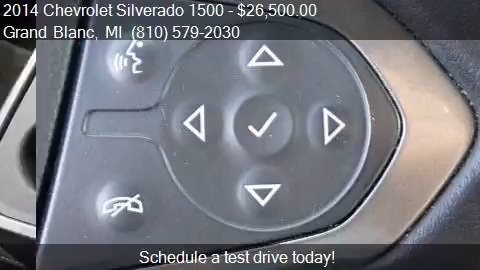 2014 Chevrolet Silverado 1500 - $26,500.00
Grand Blanc, MI (810) 579-2030
Schedule a test drive today!